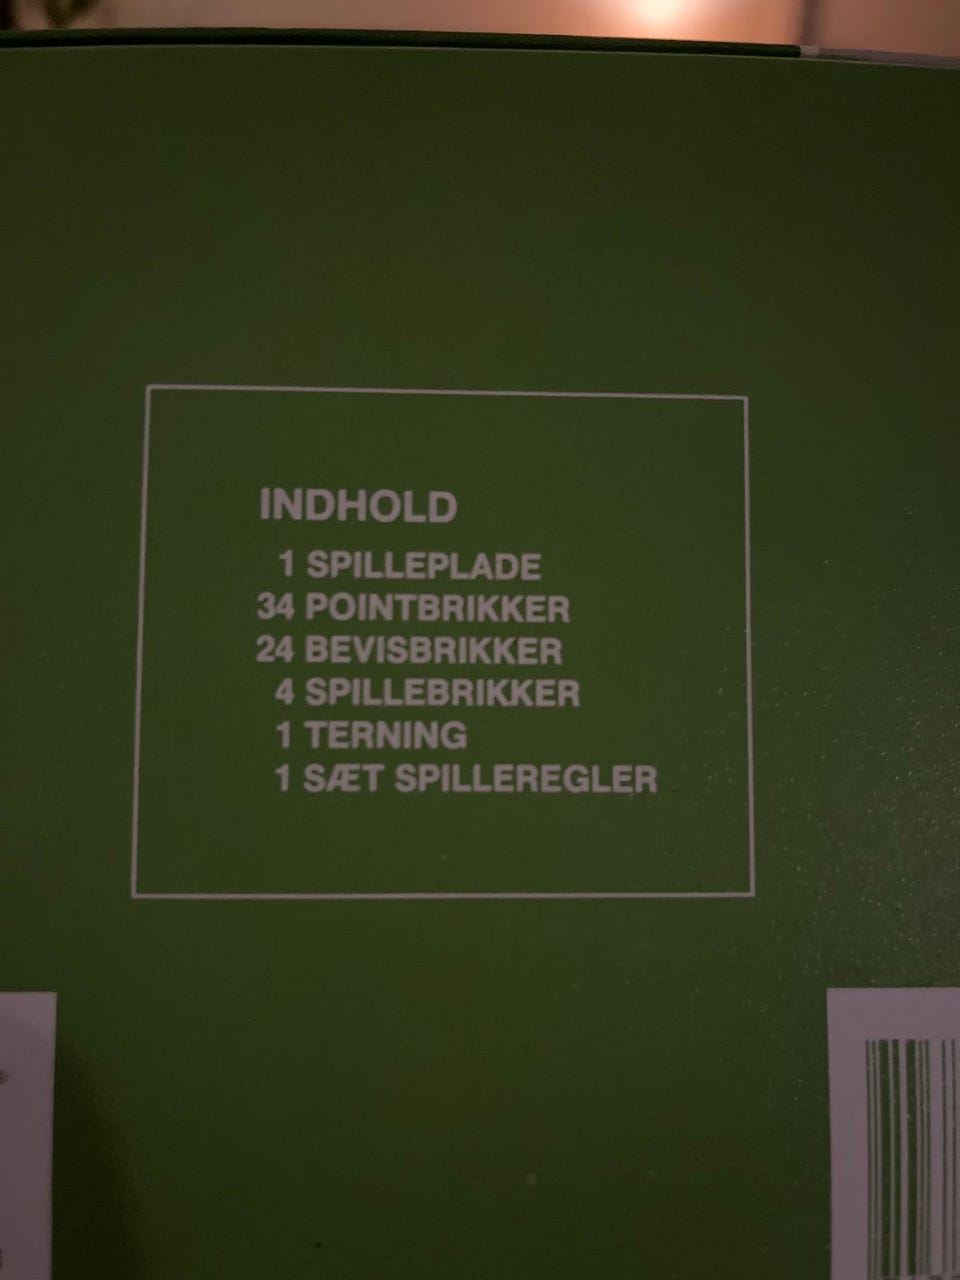 INDHOLD
1 SPILLEPLADE
34 POINTBRIKKER
24 BEVISBRIKKER
4 SPILLEBRIKKER
1 TERNING
1 SÆT SPILLEREGLER